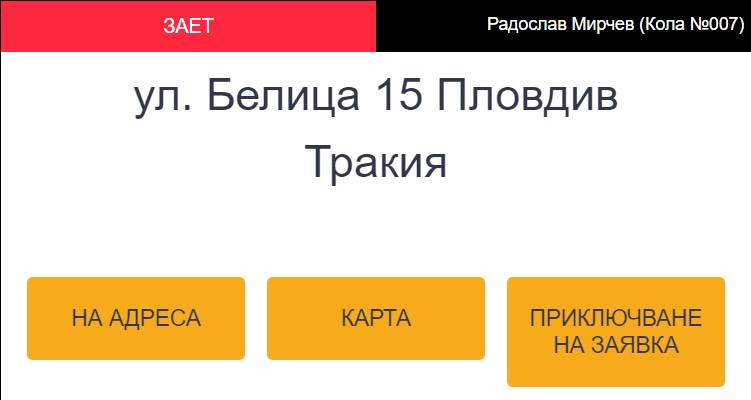 ЗАЕТ
Радослав Мирчев (Кола №007)
ул. Белица 15 Пловдив
Тракия
НА АДРЕСА
КАРТА
ПРИКЛЮЧВАНЕ
НА ЗАЯВКА